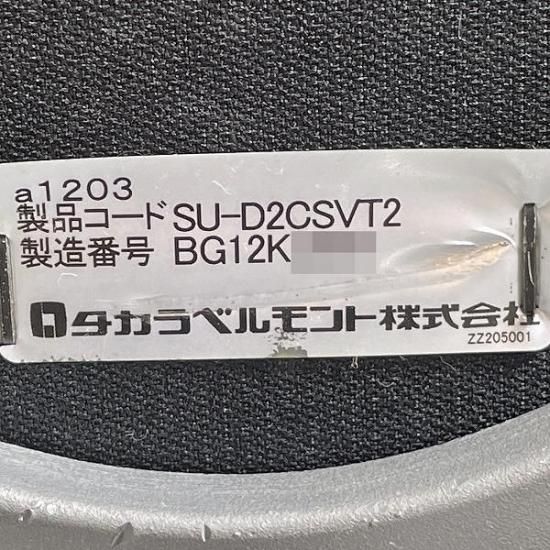 a1203
製品コード SU-D2CSVT2
製造番号 BG12K
タカラベルモント株式会社
ZZ205001